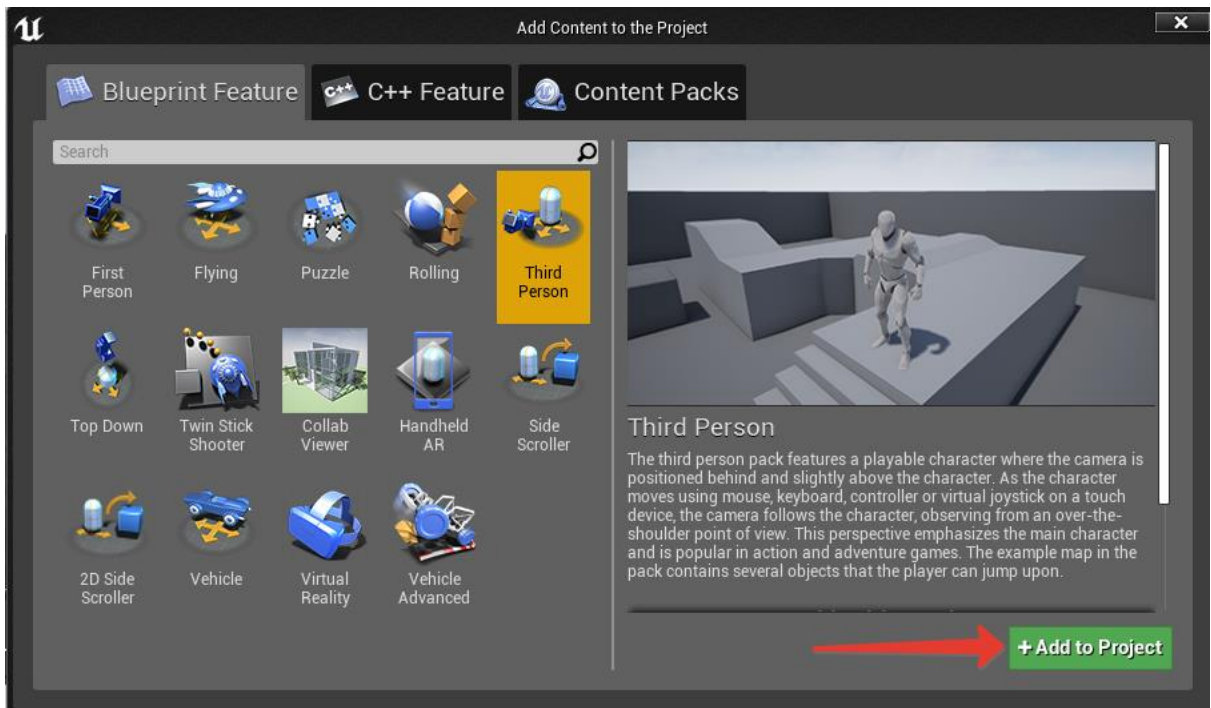 Add Content to the Project
Blueprint Feature
C++ Feature
Content Packs
Search
First
Person
Flying
Puzzle
Rolling
Third
Person
Top Down
Twin Stick
Shooter
Collab
Viewer
Handheld
AR
Side
Scroller
2D Side
Scroller
Vehicle
Virtual
Reality
Vehicle
Advanced
Third Person
The third person pack features a playable character where the camera is
positioned behind and slightly above the character. As the character
moves using mouse, keyboard, controller or virtual joystick on a touch
device, the camera follows the character, observing from an over-the-
shoulder point of view. This perspective emphasizes the main character
and is popular in action and adventure games. The example map in the
pack contains several objects that the player can jump upon.
+ Add to Project